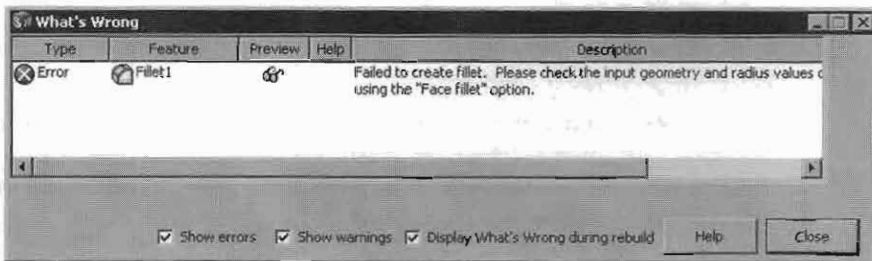 What's Wrong
Type Feature Preview Help Description
Error Fillet1 Failed to create fillet. Please check the input geometry and radius values o
using the "Face fillet" option.
Show errors Show warnings Display What's Wrong during rebuild Help Close